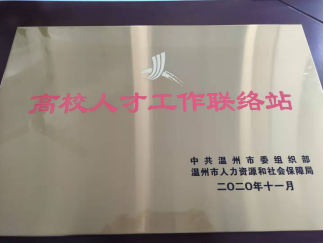 高校人才工作联络站
中共温州市委组织部
温州市人力资源和社会保障局
二〇二〇年十一月